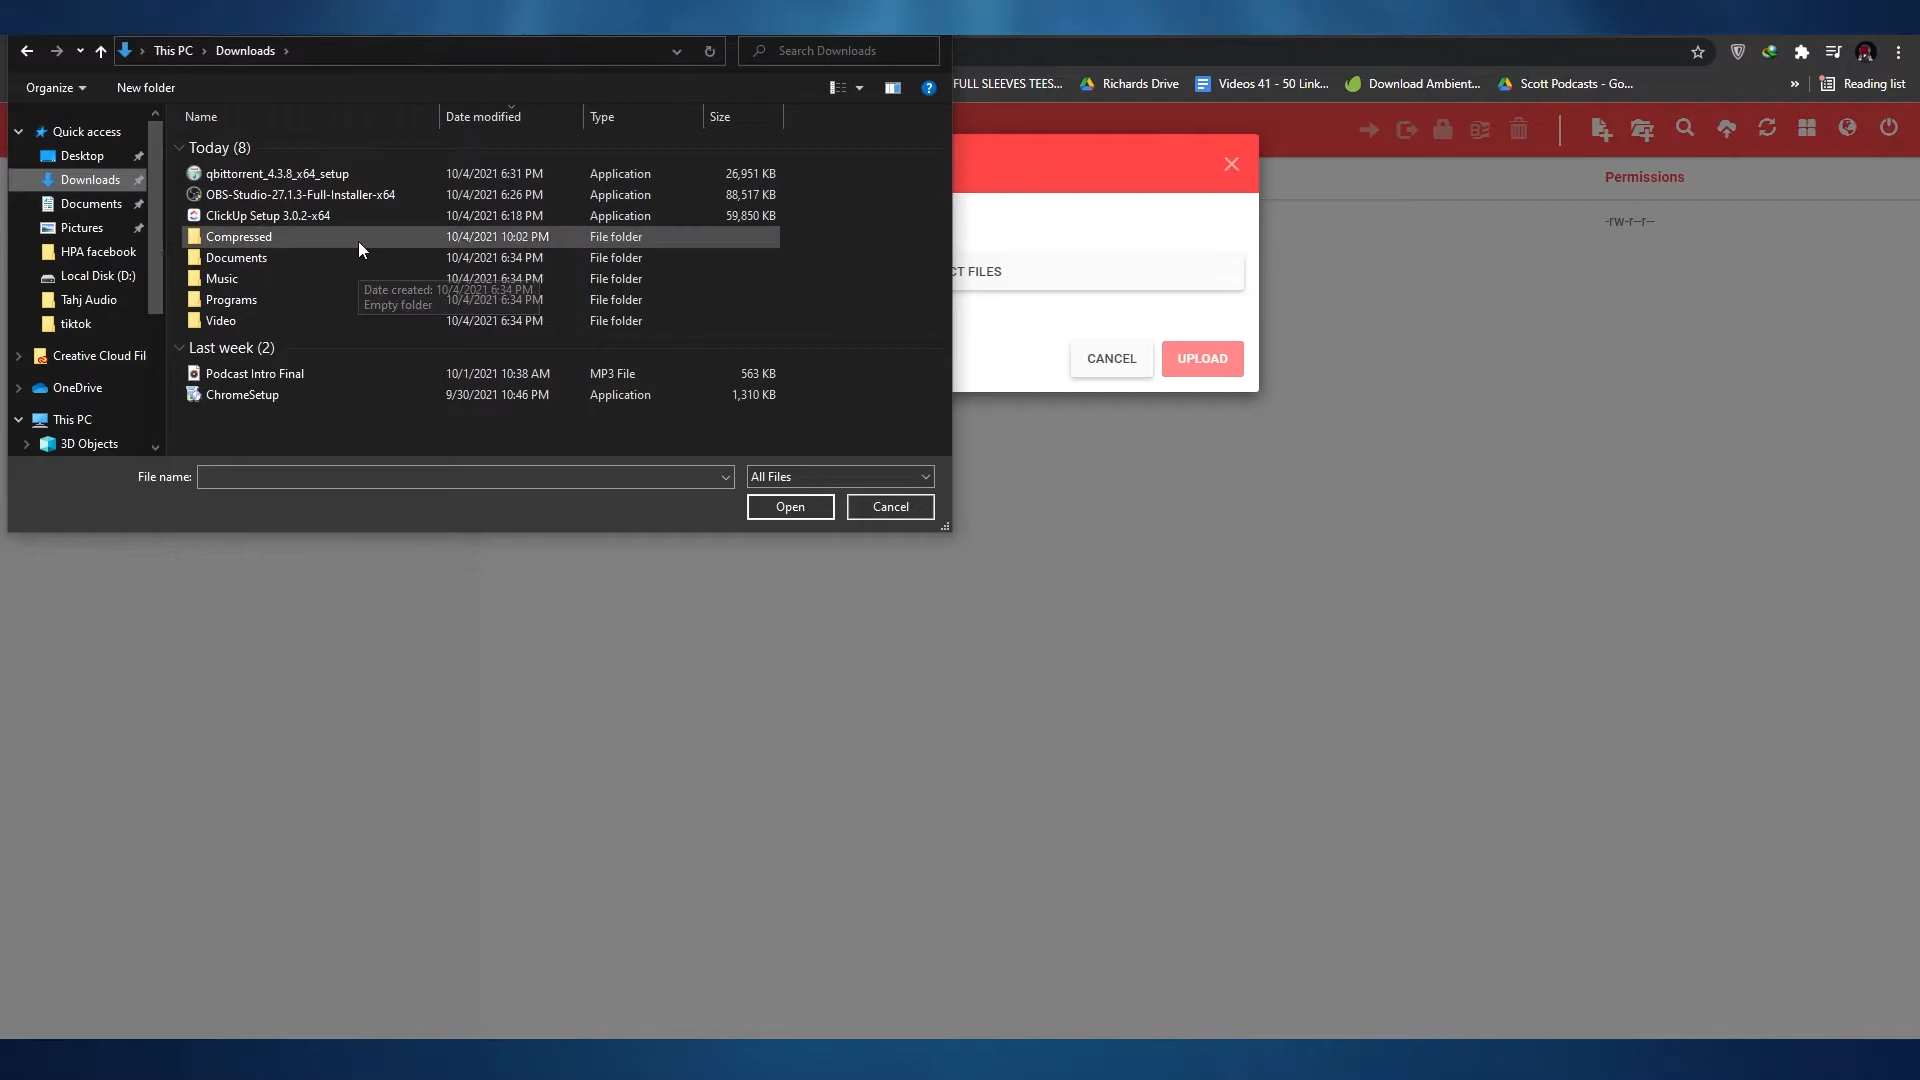 This PC
Downloads
Search Downloads
FULL SLEEVES TEES...
Richards Drive
Videos 41 - 50 Link...
Download Ambient...
Scott Podcasts - Go...
»
Reading list
Organize
New folder
Name
Date modified
Type
Size
Quick access
Desktop
Downloads
Documents
Pictures
HPA facebook
Local Disk (D:)
Tahj Audio
tiktok
Creative Cloud Fil
OneDrive
This PC
3D Objects
Today (8)
qbittorrent_4.3.8_x64_setup 10/4/2021 6:31 PM Application 26,951 KB
OBS-Studio-27.1.3-Full-Installer-x64 10/4/2021 6:26 PM Application 88,517 KB
ClickUp Setup 3.0.2-x64 10/4/2021 6:18 PM Application 59,850 KB
Compressed 10/4/2021 10:02 PM File folder
Documents 10/4/2021 6:34 PM File folder
Music 10/4/2021 6:34 PM File folder
Programs 10/4/2021 6:34 PM File folder
Video 10/4/2021 6:34 PM File folder
Date created: 10/4/2021 6:34 PM
Empty folder
Last week (2)
Podcast Intro Final 10/1/2021 10:38 AM MP3 File 563 KB
ChromeSetup 9/30/2021 10:46 PM Application 1,310 KB
File name:
All Files
Open
Cancel
CT FILES
CANCEL
UPLOAD
Permissions
-rw-r--r--